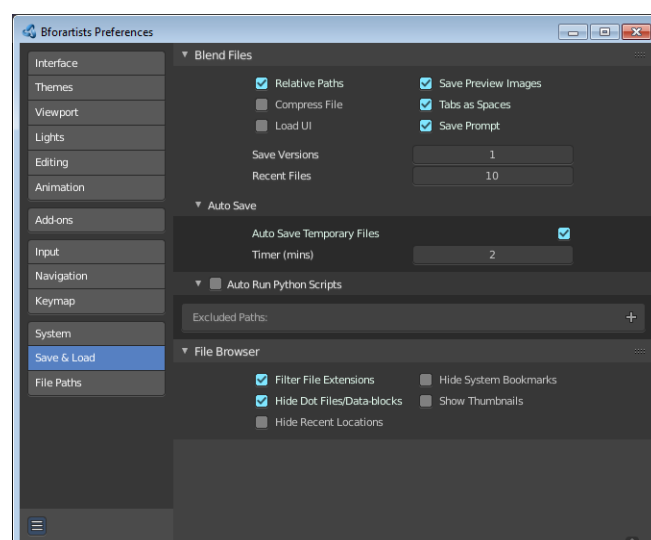 Bforartists Preferences
Interface
Themes
Viewport
Lights
Editing
Animation
Add-ons
Input
Navigation
Keymap
System
Save & Load
File Paths
Blend Files
Relative Paths Save Preview Images
Compress File Tabs as Spaces
Load UI Save Prompt
Save Versions 1
Recent Files 10
Auto Save
Auto Save Temporary Files
Timer (mins) 2
Auto Run Python Scripts
Excluded Paths:
File Browser
Filter File Extensions Hide System Bookmarks
Hide Dot Files/Data-blocks Show Thumbnails
Hide Recent Locations